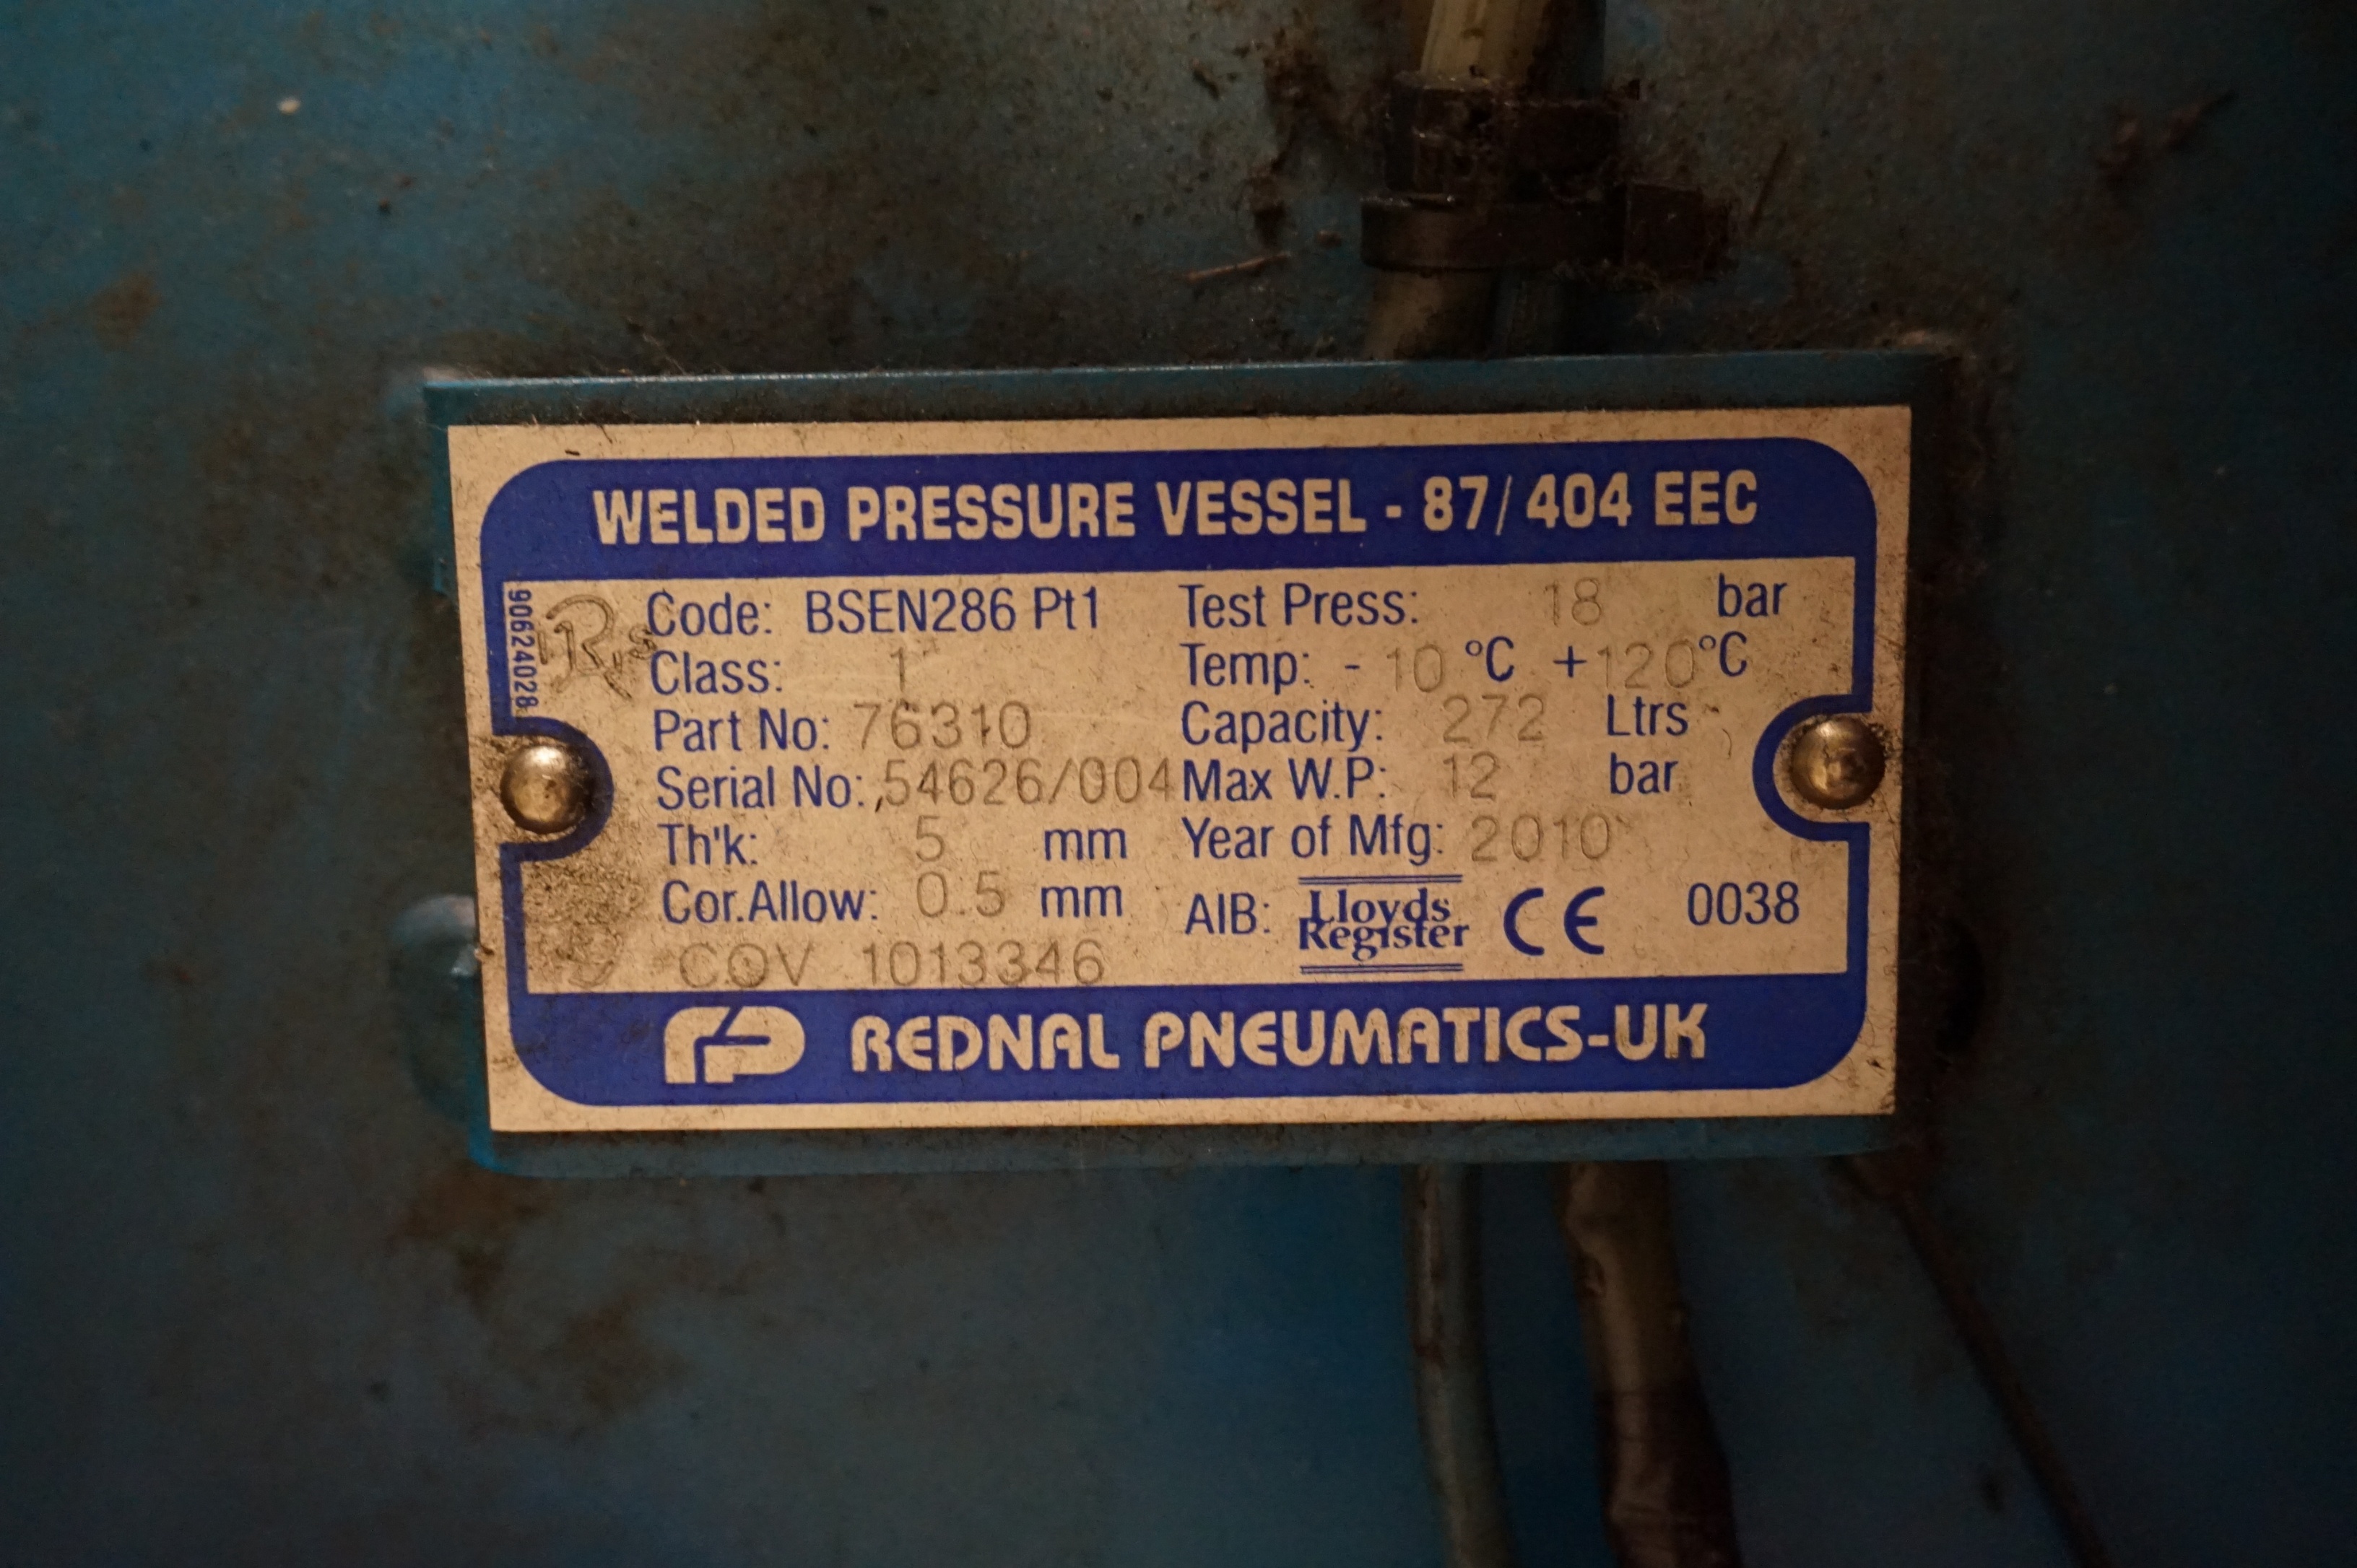 WELDED PRESSURE VESSEL - 87/404 EEC
90624028
Code: BSEN286 Pt1
Class: 1
Part No: 76310
Serial No: 54626/004
Th'k: 5 mm
Cor.Allow: 0.5 mm
COV 1013346
Test Press: 18 bar
Temp: - 10 °C +120°C
Capacity: 272 Ltrs
Max W.P: 12 bar
Year of Mfg: 2010
AIB: Lloyds Register CE 0038
REDNAL PNEUMATICS-UK